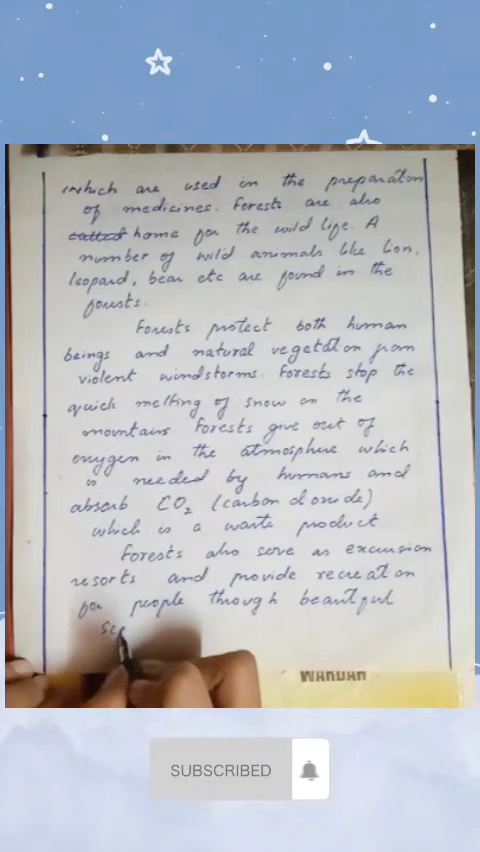 which are used in the preparation
of medicines. Forests are also
called home for the wild life. A
number of wild animals like Lion,
leopard, bear etc are found in the
forests.
Forests protect both human
beings and natural vegetation from
violent windstorms. Forests stop the
quick melting of snow on the
mountains Forests give out of
oxygen in the atmosphere which
is needed by humans and
absorb CO₂ (carbon dioxide)
which is a waste product
Forests also serve as excursion
resorts and provide recreation
for people through beautiful
sc
WARDAH
SUBSCRIBED